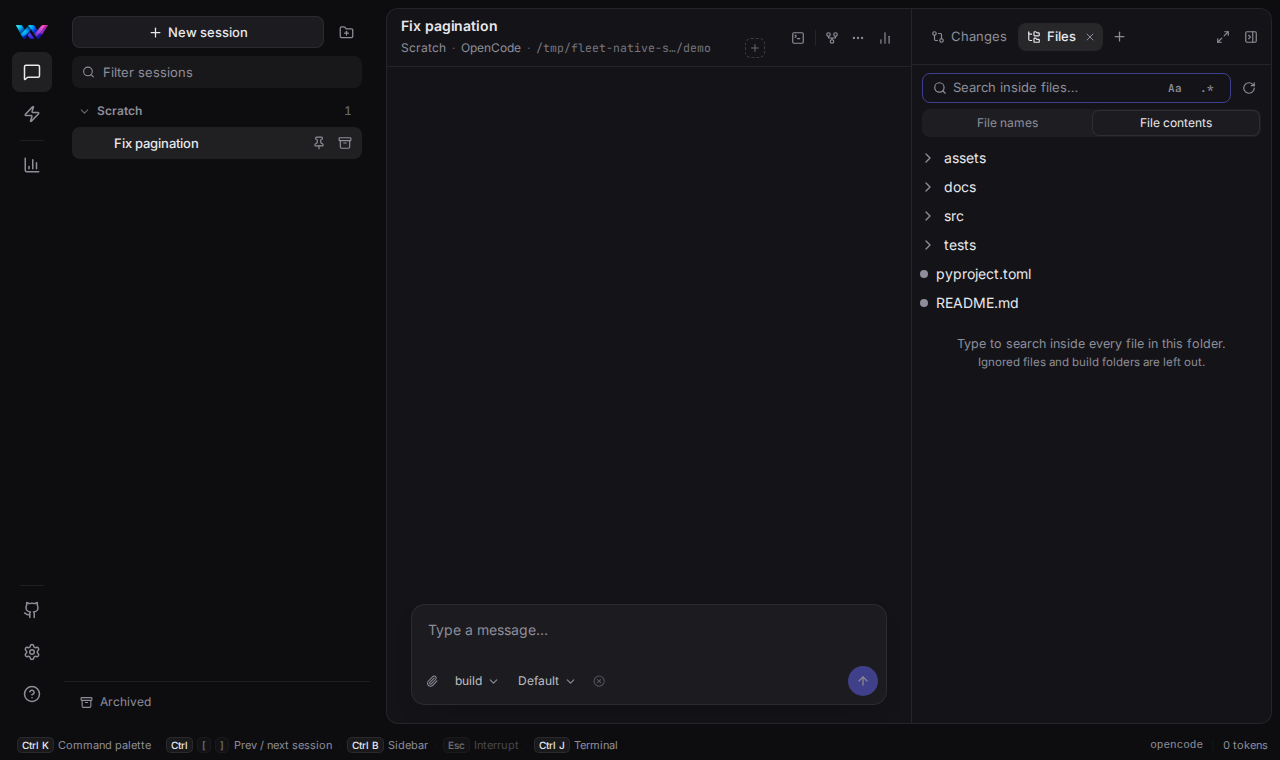 New session
Filter sessions
Scratch 1
Fix pagination
Archived
Fix pagination
Scratch · OpenCode · /tmp/fleet-native-s…/demo
Type a message...
build Default
Changes Files
Search inside files... Aa .*
File names File contents
assets
docs
src
tests
pyproject.toml
README.md
Type to search inside every file in this folder.
Ignored files and build folders are left out.
Ctrl K Command palette Ctrl [ ] Prev / next session Ctrl B Sidebar Esc Interrupt Ctrl J Terminal opencode 0 tokens